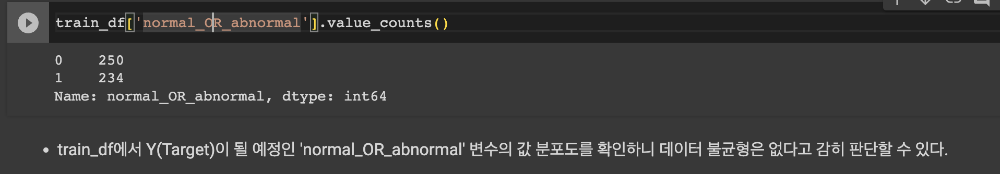 train_df['normal_OR_abnormal'].value_counts()
0    250
1    234
Name: normal_OR_abnormal, dtype: int64
• train_df에서 Y(Target)이 될 예정인 'normal_OR_abnormal' 변수의 값 분포도를 확인하니 데이터 불균형은 없다고 감히 판단할 수 있다.